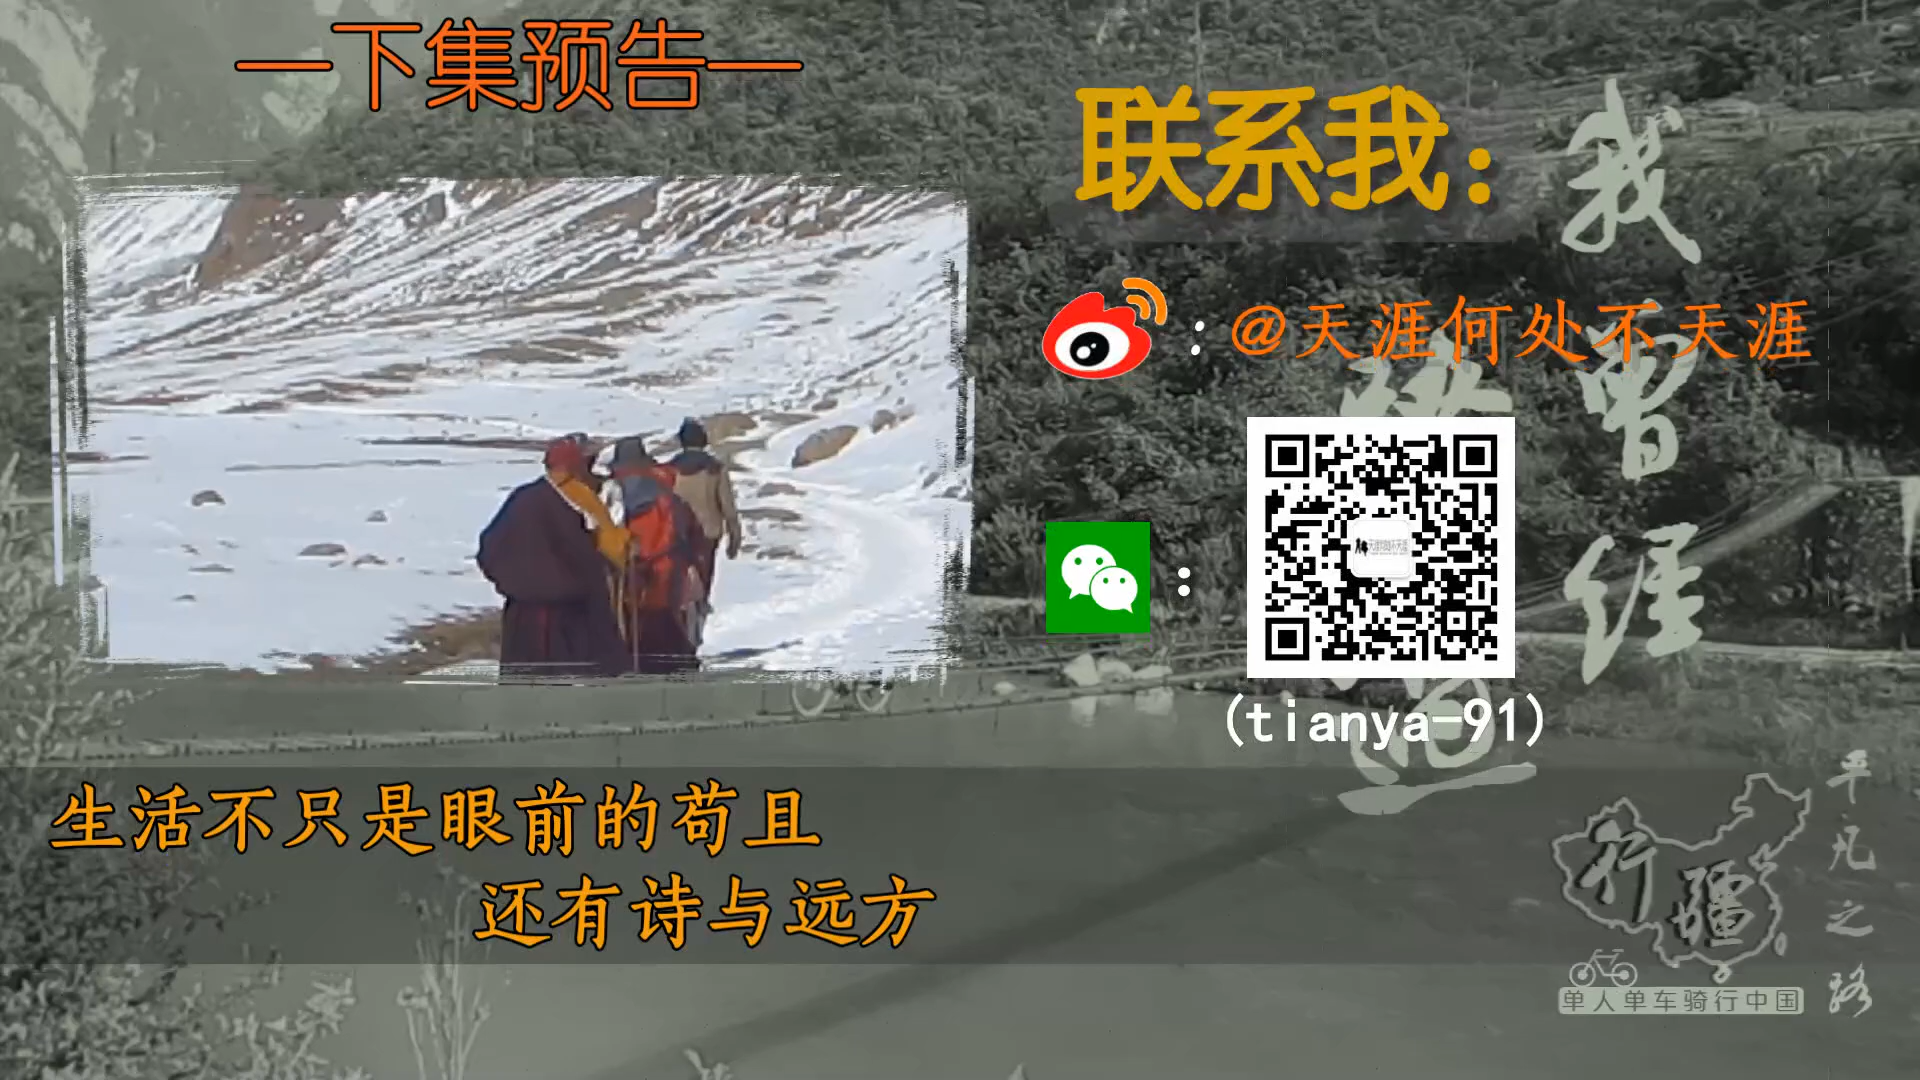 —下集预告—
联系我：
：@天涯何处不天涯
：
(tianya-91)
生活不只是眼前的苟且
还有诗与远方
我曾经
行疆
平凡之路
单人单车骑行中国